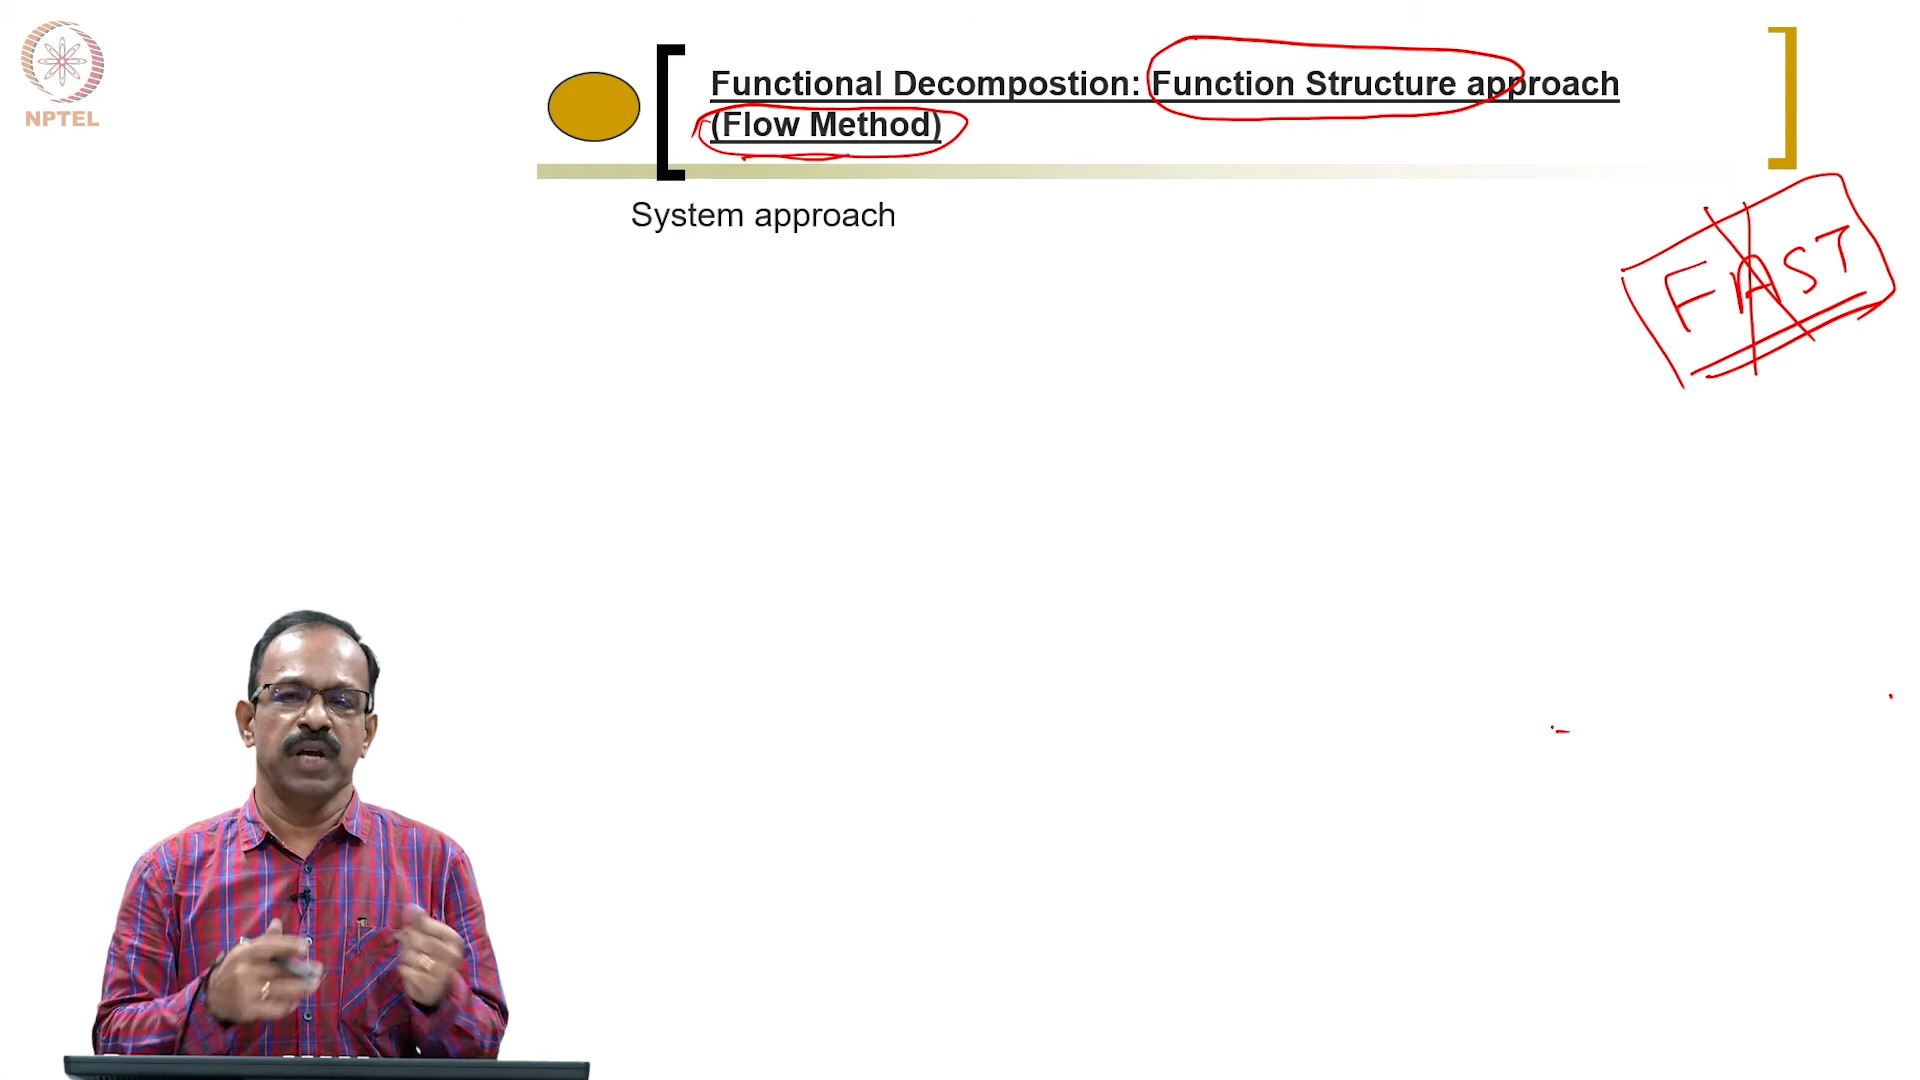 NPTEL
Functional Decompostion: Function Structure approach
(Flow Method)
System approach
FAST